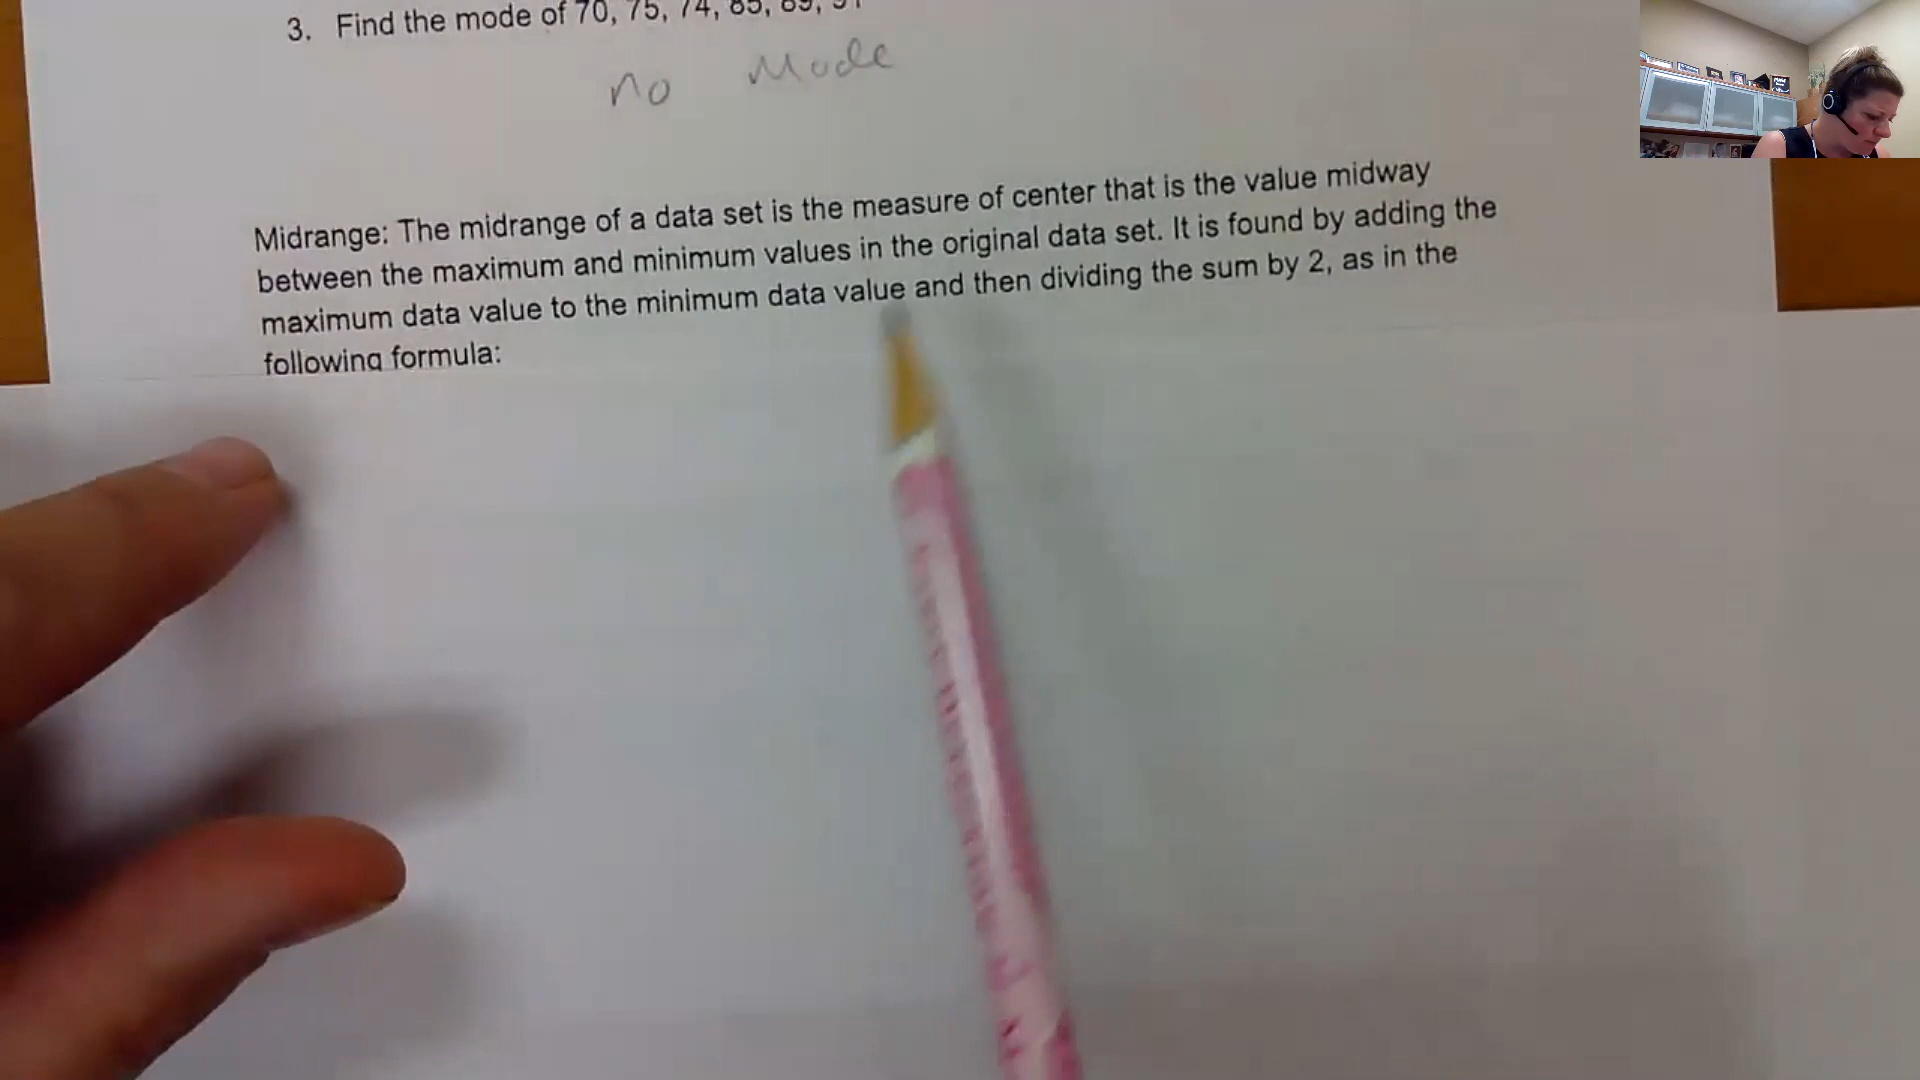 3. Find the mode of 70, 75, 74, 85, 89, 91
no Mode
Midrange: The midrange of a data set is the measure of center that is the value midway
between the maximum and minimum values in the original data set. It is found by adding the
maximum data value to the minimum data value and then dividing the sum by 2, as in the
following formula: